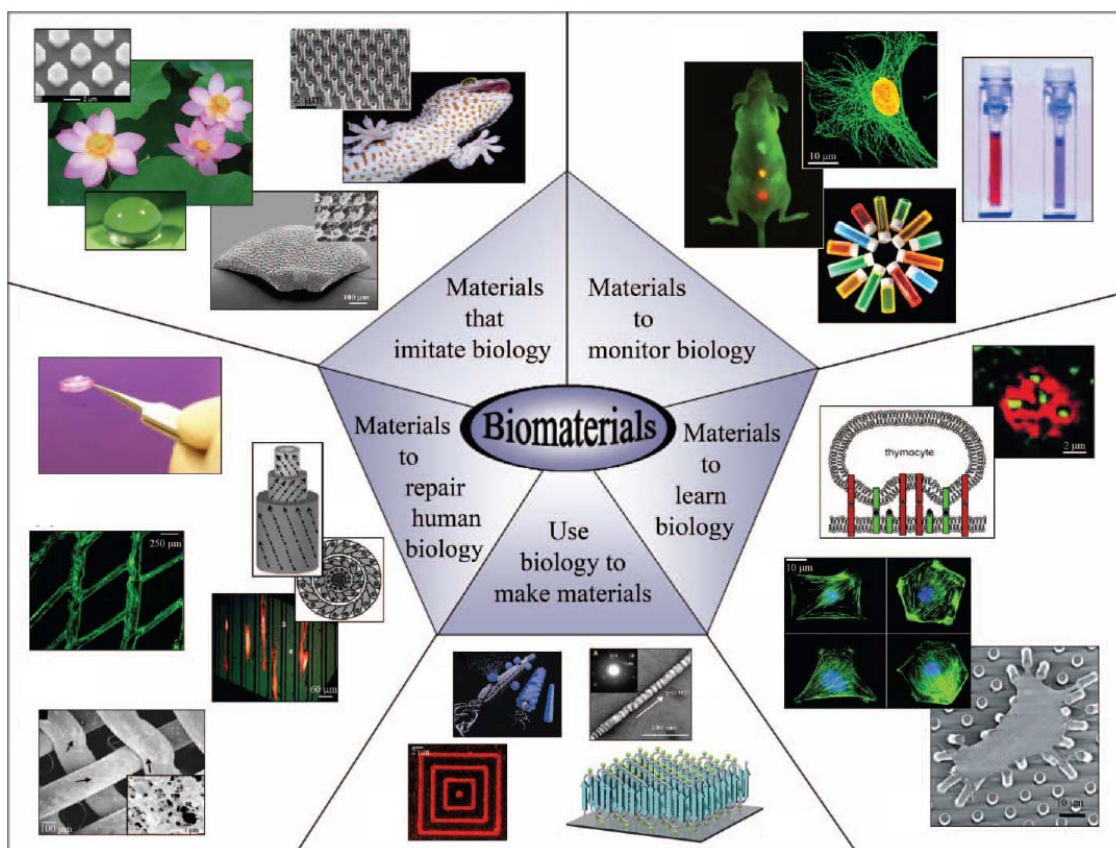 2 μm
2 μm
100 μm
10 μm
Materials
that
imitate biology
Materials
to
monitor biology
Biomaterials
Materials
to
repair
human
biology
Materials
to
learn
biology
Use
biology to
make materials
2 μm
thymocyte
250 μm
10 μm
60 μm
A
100 nm
100 μm
10 μm